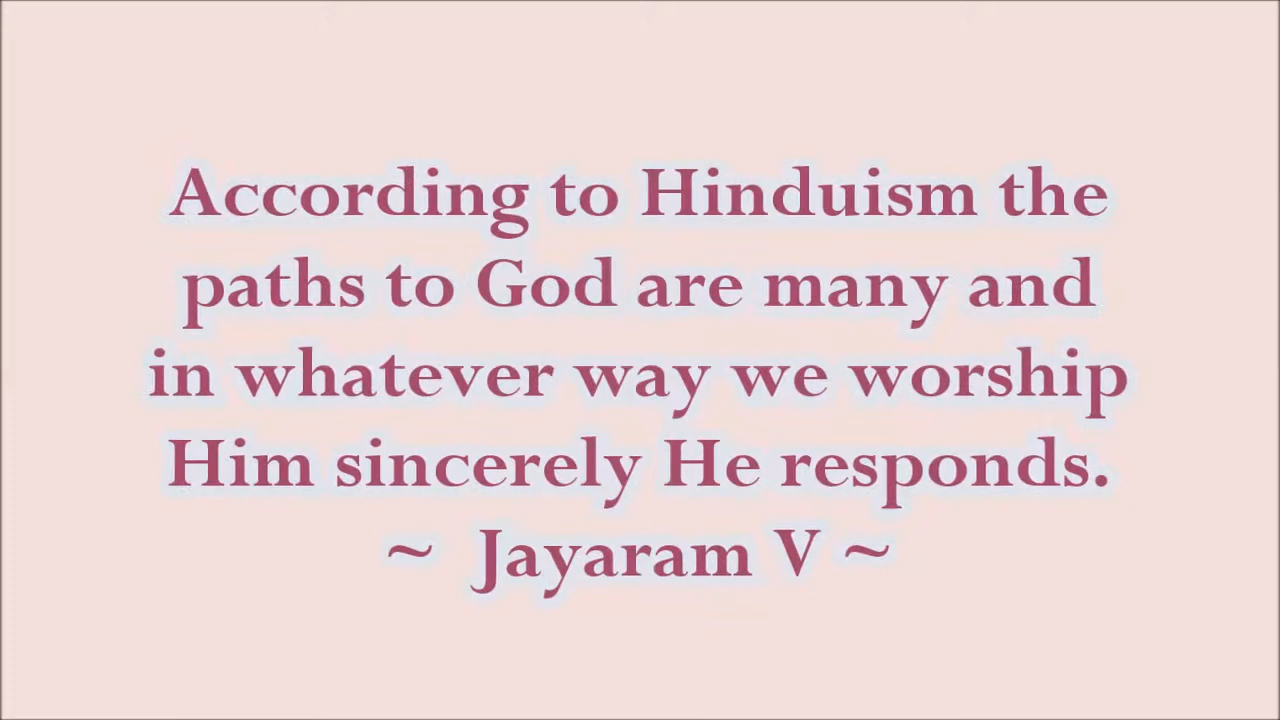 According to Hinduism the
paths to God are many and
in whatever way we worship
Him sincerely He responds.
~ Jayaram V ~